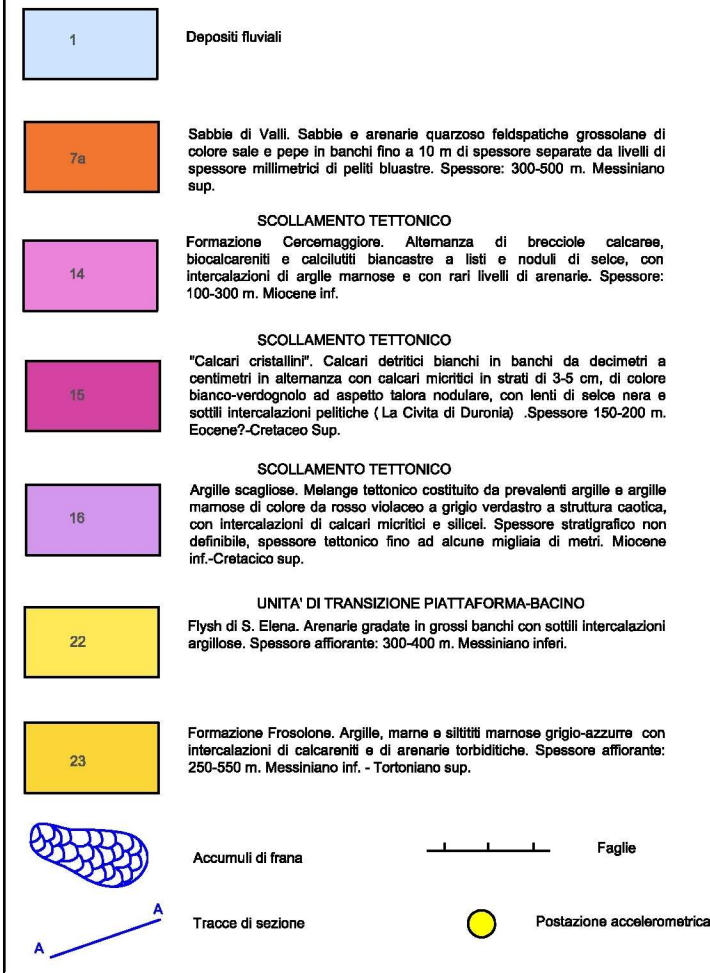 1
Depositi fluviali
7a
Sabbie di Valli. Sabbie e arenarie quarzoso feldspatiche grossolane di
colore sale e pepe in banchi fino a 10 m di spessore separate da livelli di
spessore millimetrici di peliti bluastre. Spessore: 300-500 m. Messiniano
sup.
SCOLLAMENTO TETTONICO
14
Formazione Cercemaggiore. Alternanza di brecciole calcaree,
biocalcareniti e calcilutiti biancastre a listi e noduli di selce, con
intercalazioni di argille marnose e con rari livelli di arenarie. Spessore:
100-300 m. Miocene inf.
SCOLLAMENTO TETTONICO
15
"Calcari cristallini". Calcari detritici bianchi in banchi da decimetri a
centimetri in alternanza con calcari micritici in strati di 3-5 cm, di colore
bianco-verdognolo ad aspetto talora nodulare, con lenti di selce nera e
sottili intercalazioni pelitiche ( La Civita di Duronia) .Spessore 150-200 m.
Eocene?-Cretaceo Sup.
SCOLLAMENTO TETTONICO
16
Argille scagliose. Melange tettonico costituito da prevalenti argille e argille
marnose di colore da rosso violaceo a grigio verdastro a struttura caotica,
con intercalazioni di calcari micritici e silicei. Spessore stratigrafico non
definibile, spessore tettonico fino ad alcune migliaia di metri. Miocene
inf.-Cretacico sup.
UNITA' DI TRANSIZIONE PIATTAFORMA-BACINO
22
Flysh di S. Elena. Arenarie gradate in grossi banchi con sottili intercalazioni
argillose. Spessore affiorante: 300-400 m. Messiniano inferi.
23
Formazione Frosolone. Argille, marne e siltititi marnose grigio-azzurre con
intercalazioni di calcareniti e di arenarie torbiditiche. Spessore affiorante:
250-550 m. Messiniano inf. - Tortoniano sup.
Accumuli di frana
Faglie
A A
Tracce di sezione
Postazione accelerometrica